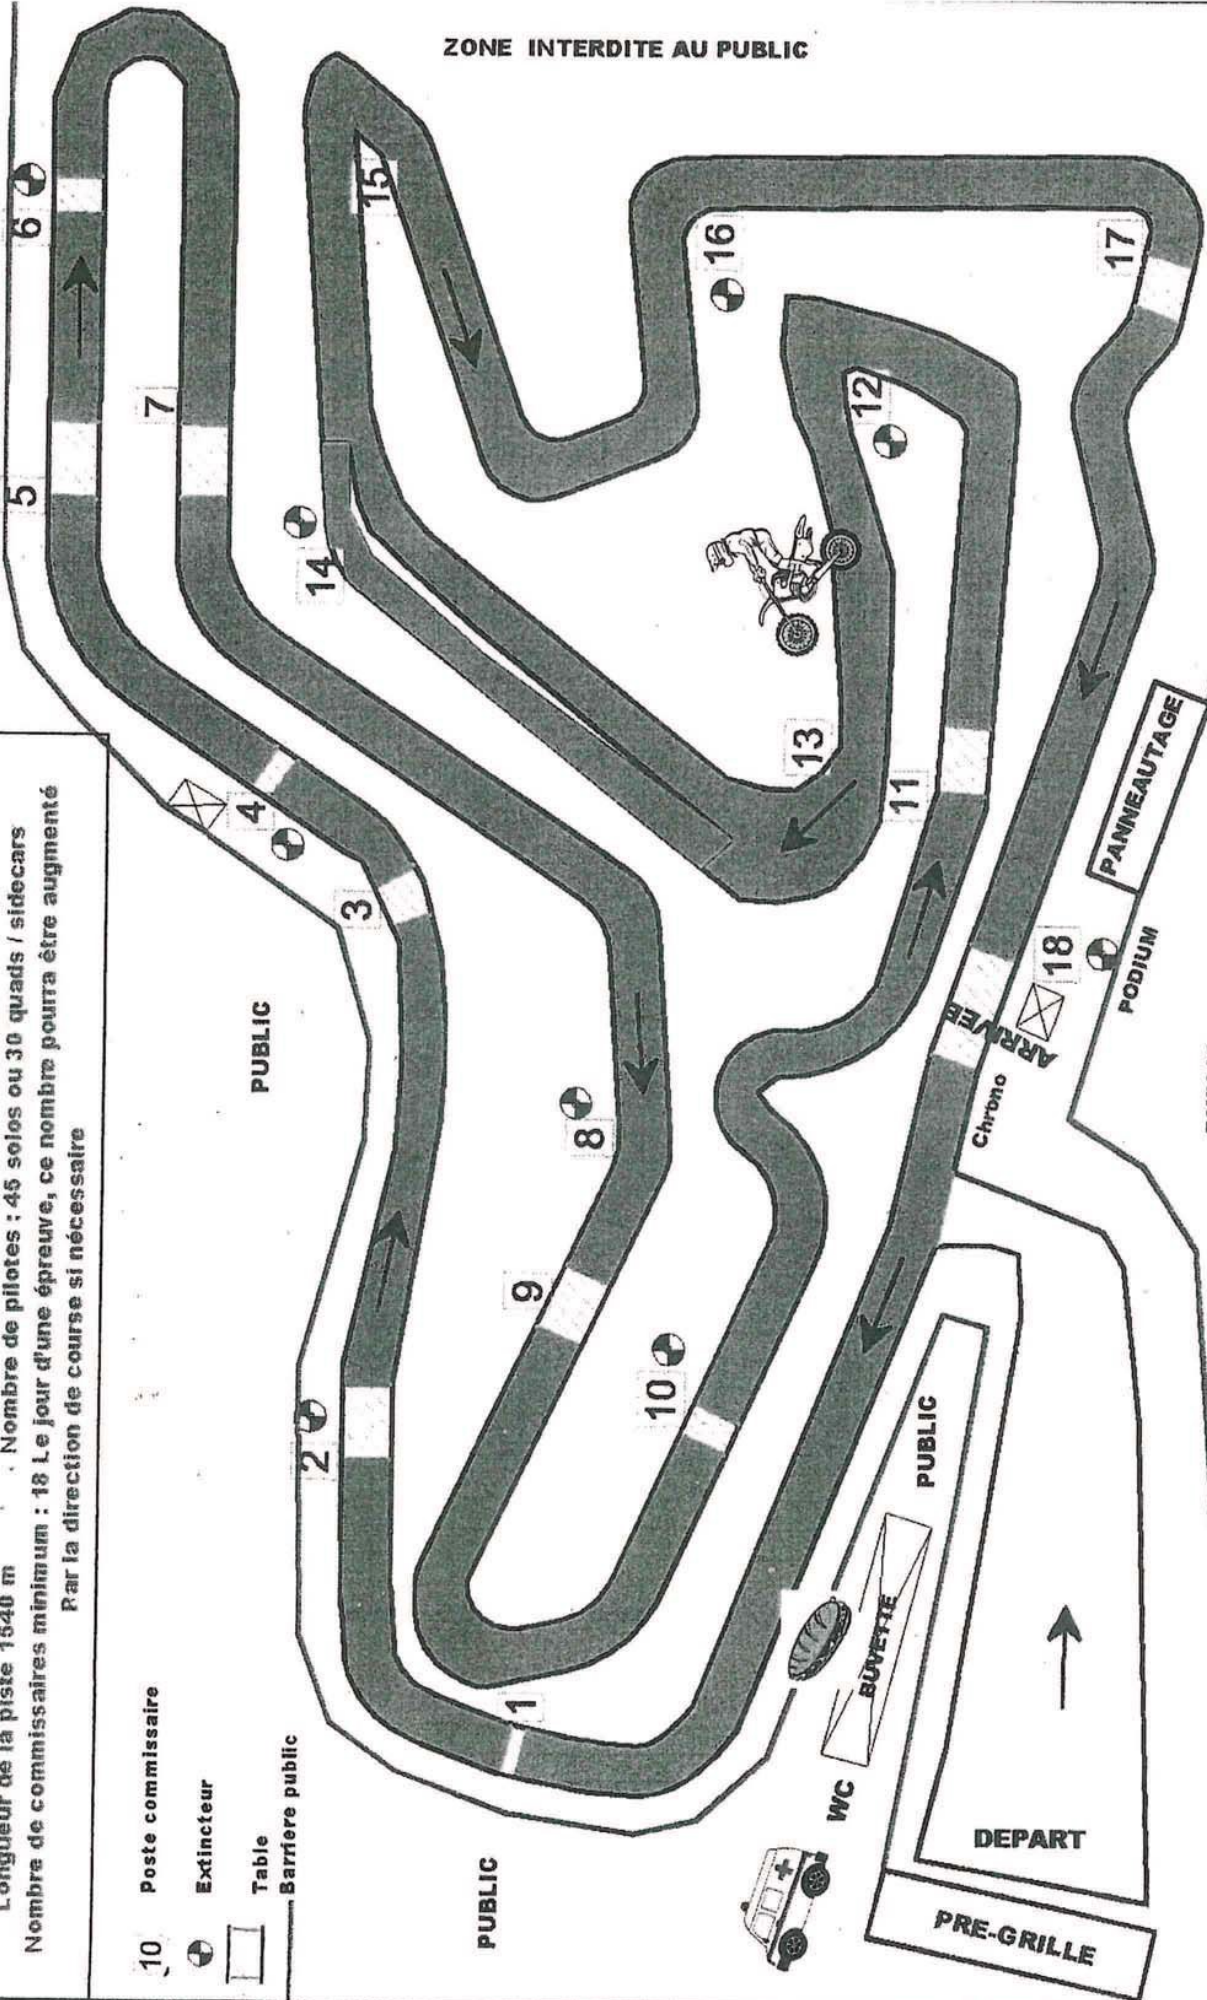 Longueur de la piste 1540 m . Nombre de pilotes : 45 solos ou 30 quads / sidecars
Nombre de commissaires minimum : 18 Le jour d'une épreuve, ce nombre pourra être augmenté
Par la direction de course si nécessaire
10 Poste commissaire
Extincteur
Table
Barriere public
ZONE INTERDITE AU PUBLIC
PUBLIC
PUBLIC
PUBLIC
1
2
3
4
5
6
7
8
9
10
11
12
13
14
15
16
17
18
PANNEAUTAGE
PODIUM
ARRIVEE
Chrono
BUVETTE
WC
DEPART
PRE-GRILLE